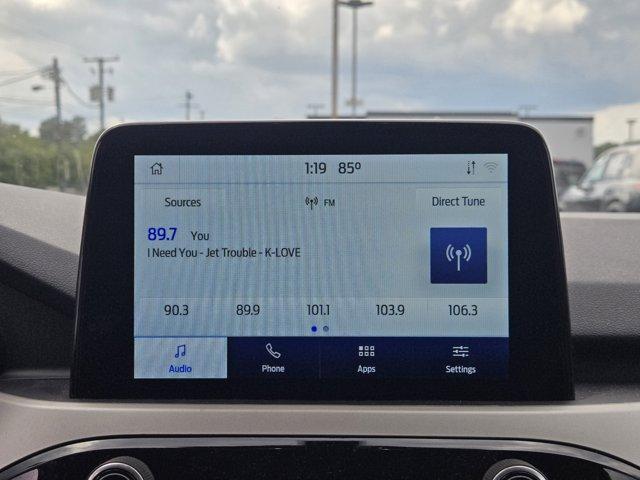 1:19 85º
Sources
FM
Direct Tune
89.7 You
I Need You - Jet Trouble - K-LOVE
90.3 89.9 101.1 103.9 106.3
Audio Phone Apps Settings